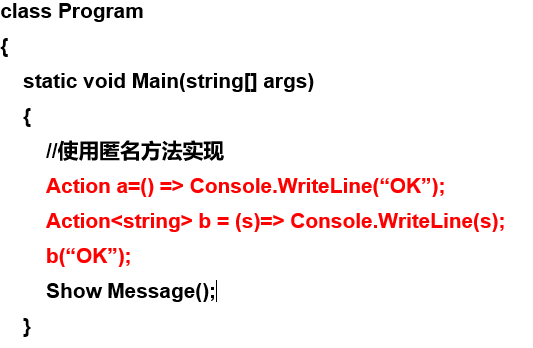 class Program
{
static void Main(string[] args)
{
//使用匿名方法实现
Action a=() => Console.WriteLine(“OK”);
Action<string> b = (s)=> Console.WriteLine(s);
b(“OK”);
Show Message();
}